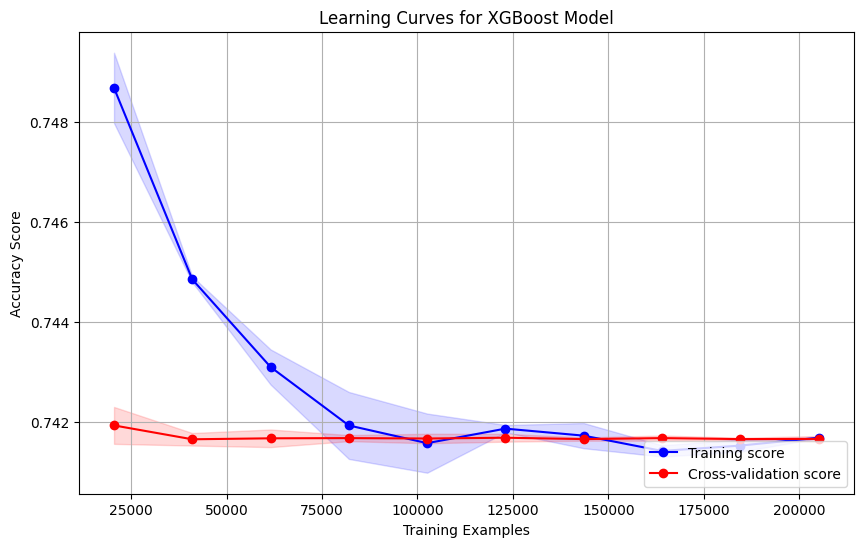 Learning Curves for XGBoost Model
Accuracy Score
0.748
0.746
0.744
0.742
Training score
Cross-validation score
25000 50000 75000 100000 125000 150000 175000 200000
Training Examples